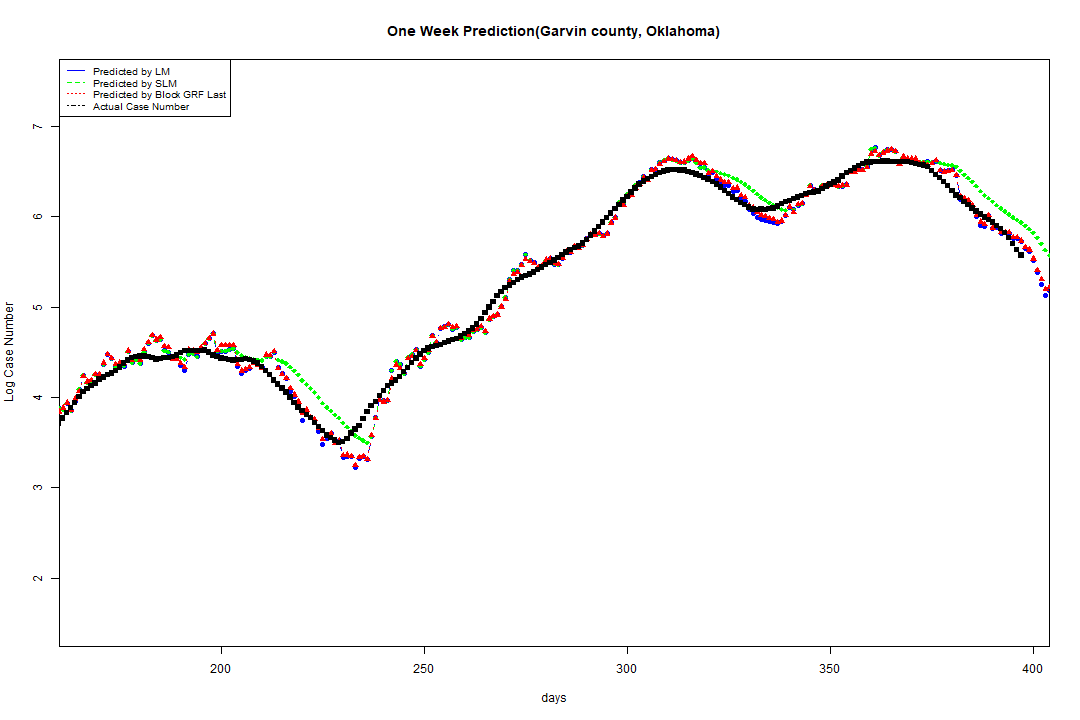 One Week Prediction(Garvin county, Oklahoma)
Predicted by LM
Predicted by SLM
Predicted by Block GRF Last
Actual Case Number
7
6
5
4
3
2
Log Case Number
200 250 300 350 400
days